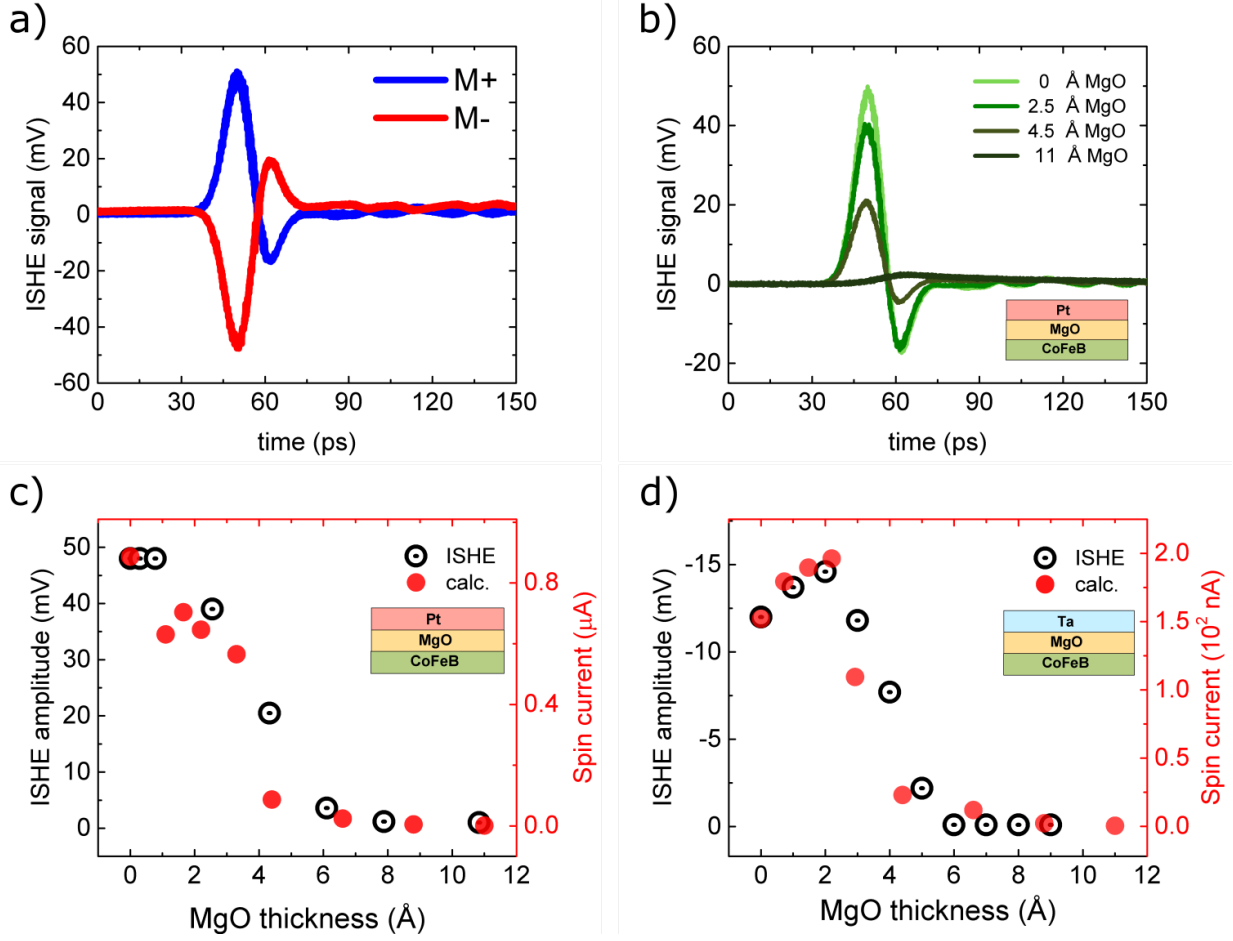 a)
60
40
20
0
-20
-40
-60
ISHE signal (mV)
M+
M-
0 30 60 90 120 150
time (ps)
b)
60
40
20
0
-20
ISHE signal (mV)
0 Å MgO
2.5 Å MgO
4.5 Å MgO
11 Å MgO
Pt
MgO
CoFeB
0 30 60 90 120 150
time (ps)
c)
50
40
30
20
10
0
ISHE amplitude (mV)
ISHE
calc.
Pt
MgO
CoFeB
0.8
0.4
0.0
Spin current (μA)
0 2 4 6 8 10 12
MgO thickness (Å)
d)
-15
-10
-5
0
ISHE amplitude (mV)
ISHE
calc.
Ta
MgO
CoFeB
2.0
1.5
1.0
0.5
0.0
Spin current (10² nA)
0 2 4 6 8 10 12
MgO thickness (Å)